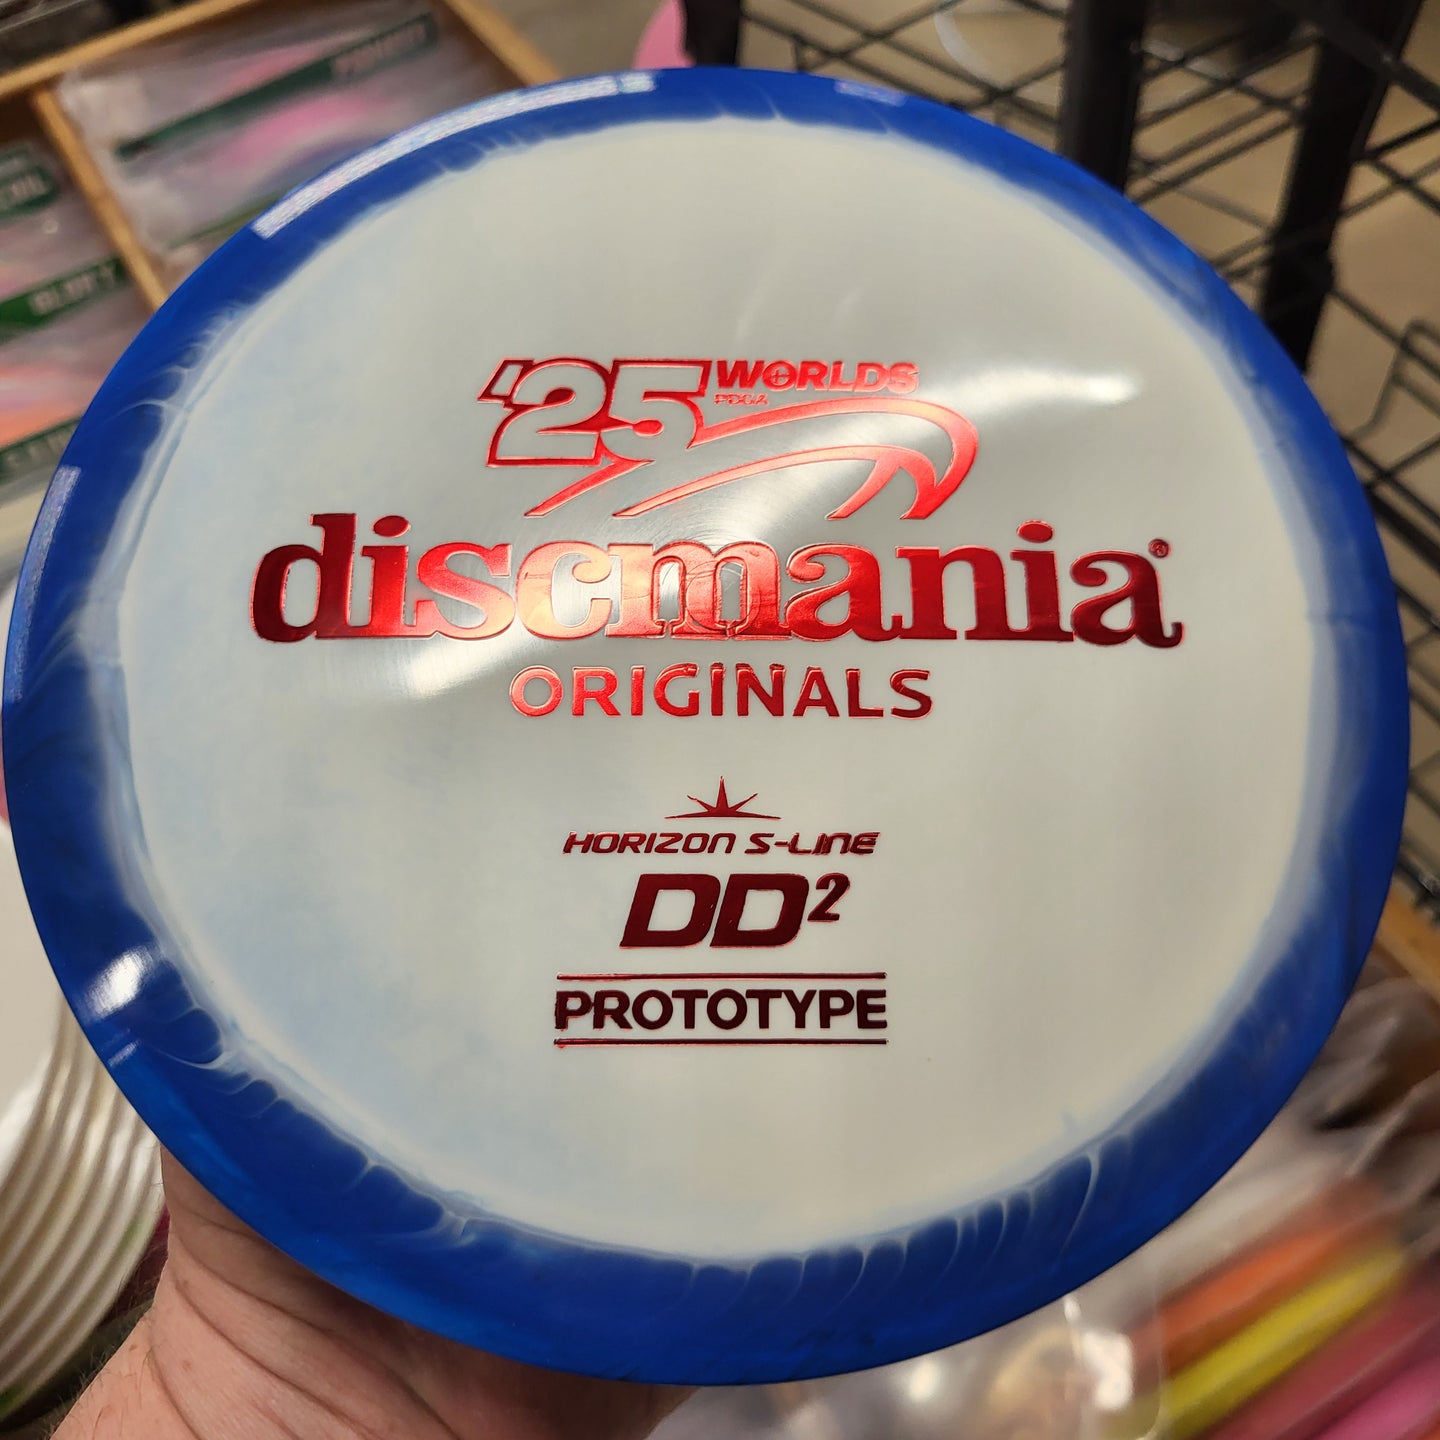 '25 WORLDS
PDGA
discmania®
ORIGINALS
HORIZON S-LINE
DD²
PROTOTYPE